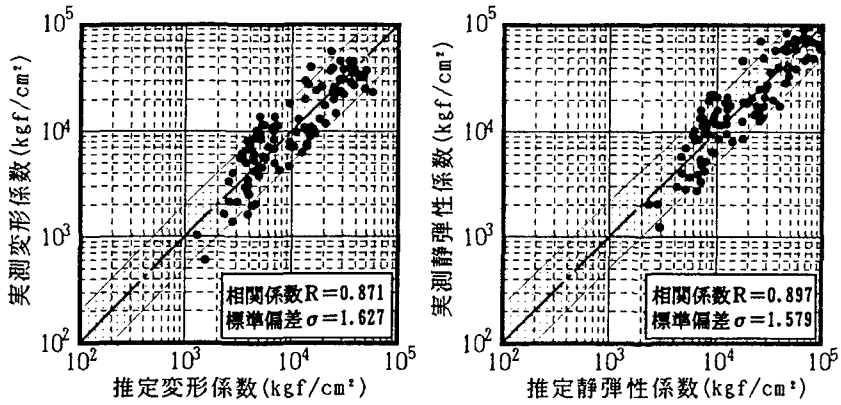 実測変形係数(kgf/cm²)
10⁵
10⁴
10³
10²
相関係数R=0.871
標準偏差σ=1.627
10² 10³ 10⁴ 10⁵
推定変形係数(kgf/cm²)
実測静弾性係数(kgf/cm²)
10⁵
10⁴
10³
10²
相関係数R=0.897
標準偏差σ=1.579
10² 10³ 10⁴ 10⁵
推定静弾性係数(kgf/cm²)